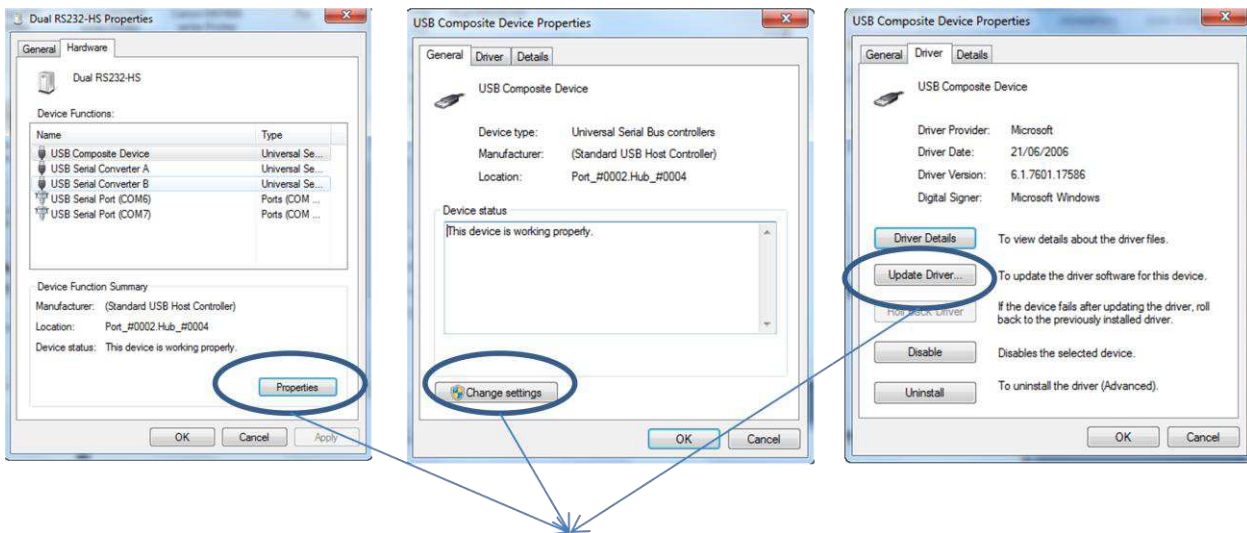 Dual RS232-HS Properties
General Hardware
Dual RS232-HS
Device Functions:
Name Type
USB Composite Device Universal Se...
USB Serial Converter A Universal Se...
USB Serial Converter B Universal Se...
USB Serial Port (COM6) Ports (COM ...
USB Serial Port (COM7) Ports (COM ...
Device Function Summary
Manufacturer: (Standard USB Host Controller)
Location: Port_#0002.Hub_#0004
Device status: This device is working properly.
Properties
OK Cancel Apply
USB Composite Device Properties
General Driver Details
USB Composite Device
Device type: Universal Serial Bus controllers
Manufacturer: (Standard USB Host Controller)
Location: Port_#0002.Hub_#0004
Device status
This device is working properly.
Change settings
OK Cancel
USB Composite Device Properties
General Driver Details
USB Composite Device
Driver Provider: Microsoft
Driver Date: 21/06/2006
Driver Version: 6.1.7601.17586
Digital Signer: Microsoft Windows
Driver Details To view details about the driver files.
Update Driver... To update the driver software for this device.
Roll Back Driver If the device fails after updating the driver, roll
back to the previously installed driver.
Disable Disables the selected device.
Uninstall To uninstall the driver (Advanced).
OK Cancel